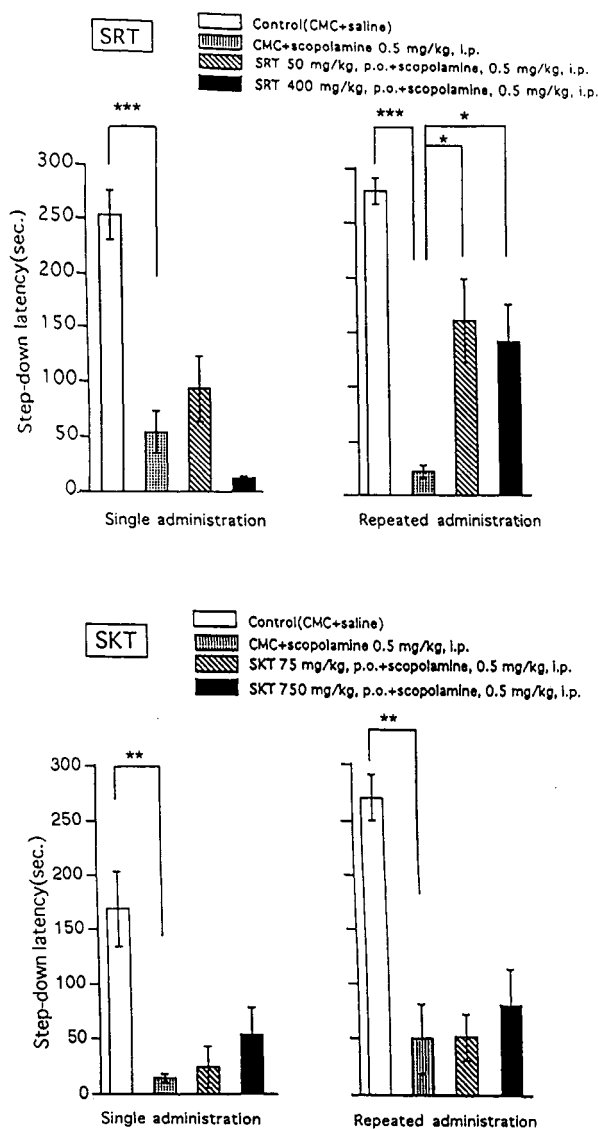 SRT
Control(CMC+saline)
CMC+scopolamine 0.5 mg/kg, i.p.
SRT 50 mg/kg, p.o.+scopolamine, 0.5 mg/kg, i.p.
SRT 400 mg/kg, p.o.+scopolamine, 0.5 mg/kg, i.p.
***
***
*
*
Step-down latency(sec.)
300
250
200
150
100
50
0
Single administration
Repeated administration
SKT
Control(CMC+saline)
CMC+scopolamine 0.5 mg/kg, i.p.
SKT 75 mg/kg, p.o.+scopolamine, 0.5 mg/kg, i.p.
SKT 750 mg/kg, p.o.+scopolamine, 0.5 mg/kg, i.p.
**
**
Step-down latency(sec.)
300
250
200
150
100
50
0
Single administration
Repeated administration